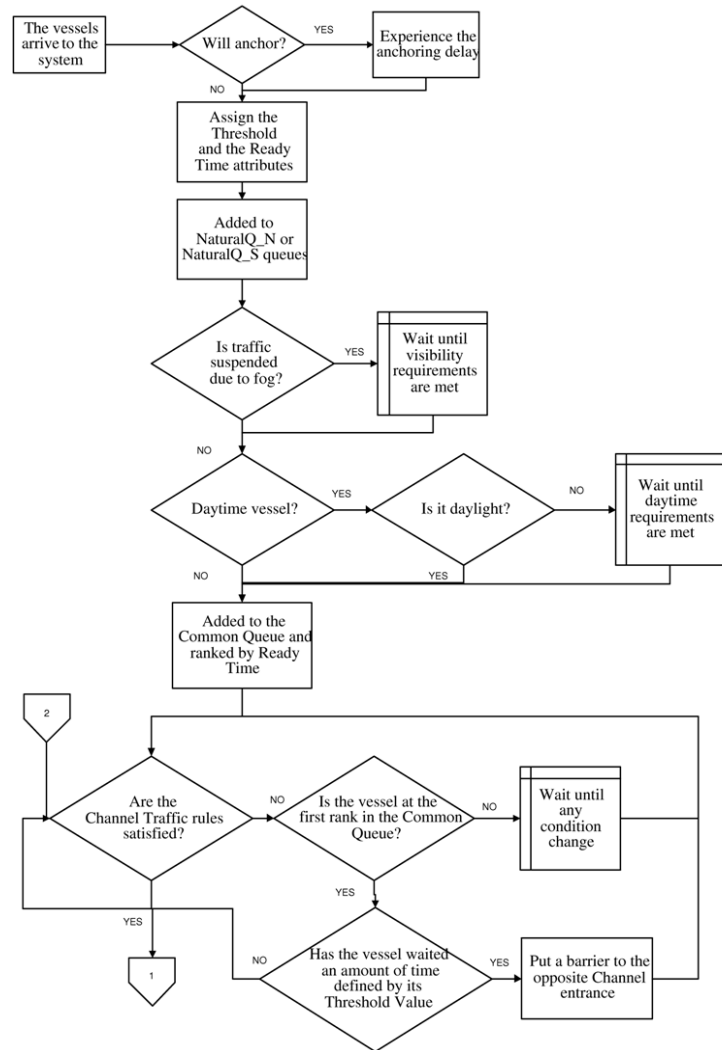 The vessels
arrive to the
system
Will anchor?
YES
Experience the
anchoring delay
NO
Assign the
Threshold
and the Ready
Time attributes
Added to
NaturalQ_N or
NaturalQ_S queues
Is traffic
suspended
due to fog?
YES
Wait until
visibility
requirements
are met
NO
Daytime vessel?
YES
Is it daylight?
NO
Wait until
daytime
requirements
are met
NO
YES
Added to the
Common Queue and
ranked by Ready
Time
2
Are the
Channel Traffic rules
satisfied?
NO
Is the vessel at the
first rank in the Common
Queue?
NO
Wait until
any
condition
change
YES
YES
1
NO
Has the vessel waited
an amount of time
defined by its
Threshold Value
YES
Put a barrier to the
opposite Channel
entrance